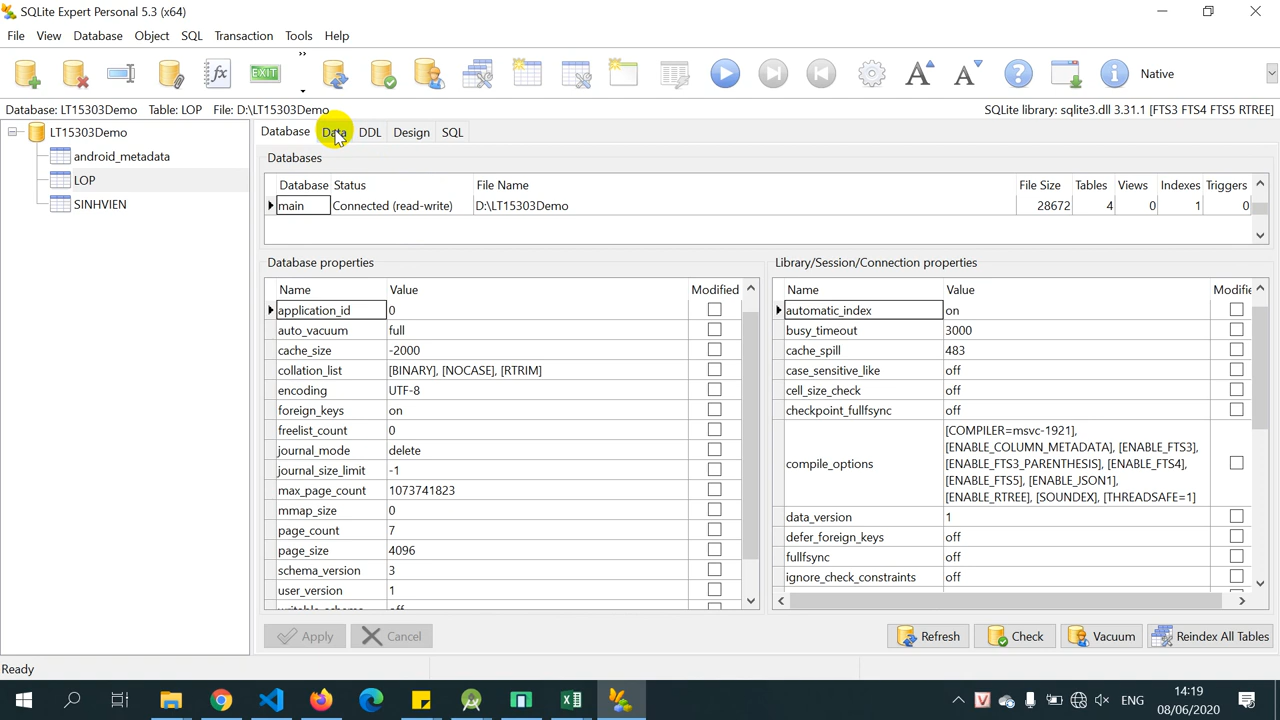 SQLite Expert Personal 5.3 (x64)
File View Database Object SQL Transaction Tools Help
EXIT
Native
Database: LT15303Demo Table: LOP File: D:\LT15303Demo SQLite library: sqlite3.dll 3.31.1 [FTS3 FTS4 FTS5 RTREE]
LT15303Demo
android_metadata
LOP
SINHVIEN
Database Data DDL Design SQL
Databases
Database Status File Name File Size Tables Views Indexes Triggers
main Connected (read-write) D:\LT15303Demo 28672 4 0 1 0
Database properties
Name Value Modified
application_id 0
auto_vacuum full
cache_size -2000
collation_list [BINARY], [NOCASE], [RTRIM]
encoding UTF-8
foreign_keys on
freelist_count 0
journal_mode delete
journal_size_limit -1
max_page_count 1073741823
mmap_size 0
page_count 7
page_size 4096
schema_version 3
user_version 1
Apply Cancel
Library/Session/Connection properties
Name Value Modifie
automatic_index on
busy_timeout 3000
cache_spill 483
case_sensitive_like off
cell_size_check off
checkpoint_fullfsync off
compile_options [COMPILER=msvc-1921],
[ENABLE_COLUMN_METADATA], [ENABLE_FTS3],
[ENABLE_FTS3_PARENTHESIS], [ENABLE_FTS4],
[ENABLE_FTS5], [ENABLE_JSON1],
[ENABLE_RTREE], [SOUNDEX], [THREADSAFE=1]
data_version 1
defer_foreign_keys off
fullfsync off
ignore_check_constraints off
Refresh Check Vacuum Reindex All Tables
Ready
ENG
14:19
08/06/2020